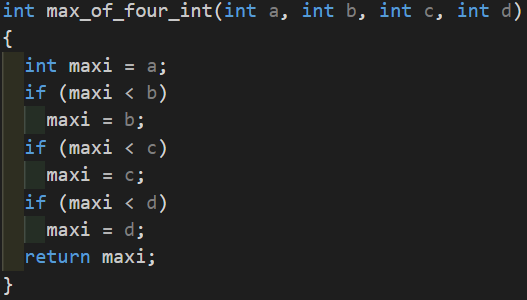 int max_of_four_int(int a, int b, int c, int d)
{
  int maxi = a;
  if (maxi < b)
    maxi = b;
  if (maxi < c)
    maxi = c;
  if (maxi < d)
    maxi = d;
  return maxi;
}